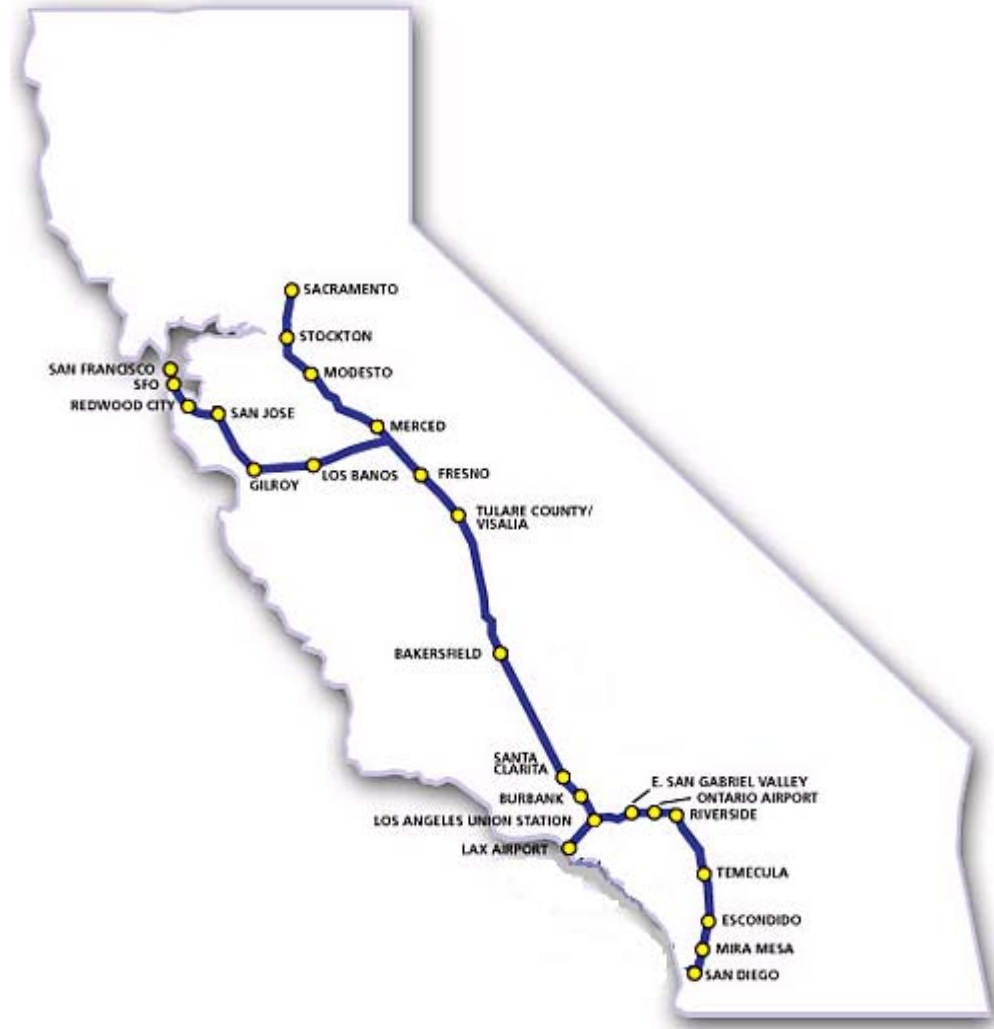 SACRAMENTO
STOCKTON
SAN FRANCISCO
MODESTO
SFO
REDWOOD CITY
SAN JOSE
MERCED
GILROY
LOS BANOS
FRESNO
TULARE COUNTY/
VISALIA
BAKERSFIELD
SANTA
CLARITA
E. SAN GABRIEL VALLEY
BURBANK
ONTARIO AIRPORT
LOS ANGELES UNION STATION
RIVERSIDE
LAX AIRPORT
TEMECULA
ESCONDIDO
MIRA MESA
SAN DIEGO